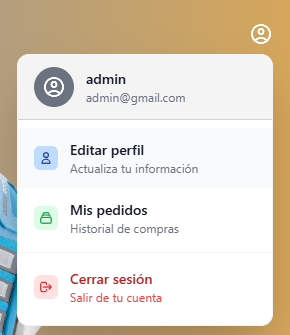 admin
admin@gmail.com
Editar perfil
Actualiza tu información
Mis pedidos
Historial de compras
Cerrar sesión
Salir de tu cuenta